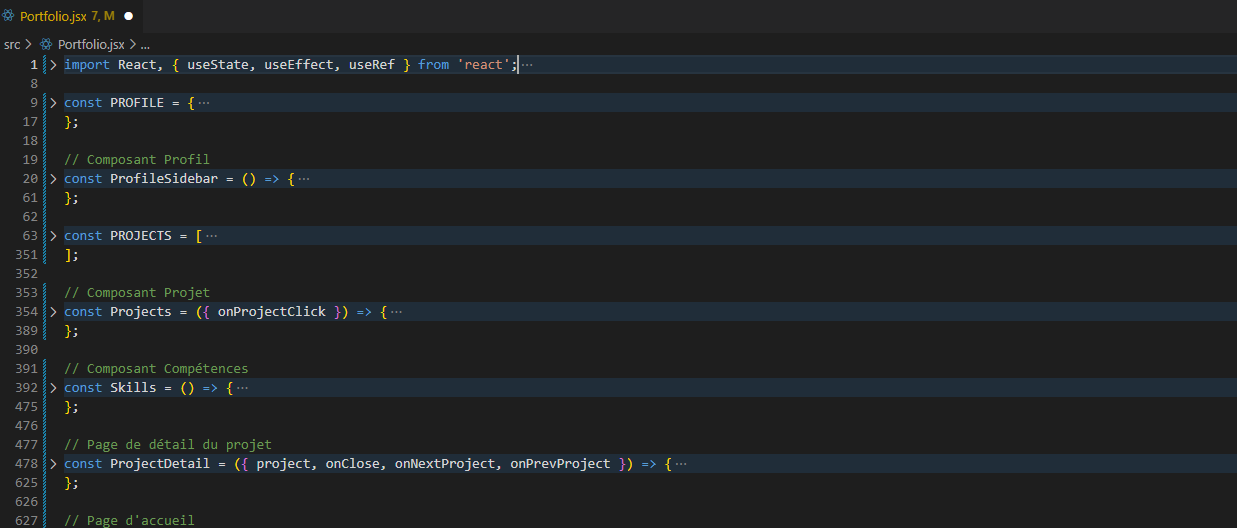 Portfolio.jsx 7, M
src > Portfolio.jsx > ...
1 import React, { useState, useEffect, useRef } from 'react'; ...
8
9 const PROFILE = { ...
17 };
18
19 // Composant Profil
20 const ProfileSidebar = () => { ...
61 };
62
63 const PROJECTS = [ ...
351 ];
352
353 // Composant Projet
354 const Projects = ({ onProjectClick }) => { ...
389 };
390
391 // Composant Compétences
392 const Skills = () => { ...
475 };
476
477 // Page de détail du projet
478 const ProjectDetail = ({ project, onClose, onNextProject, onPrevProject }) => { ...
625 };
626
627 // Page d'accueil